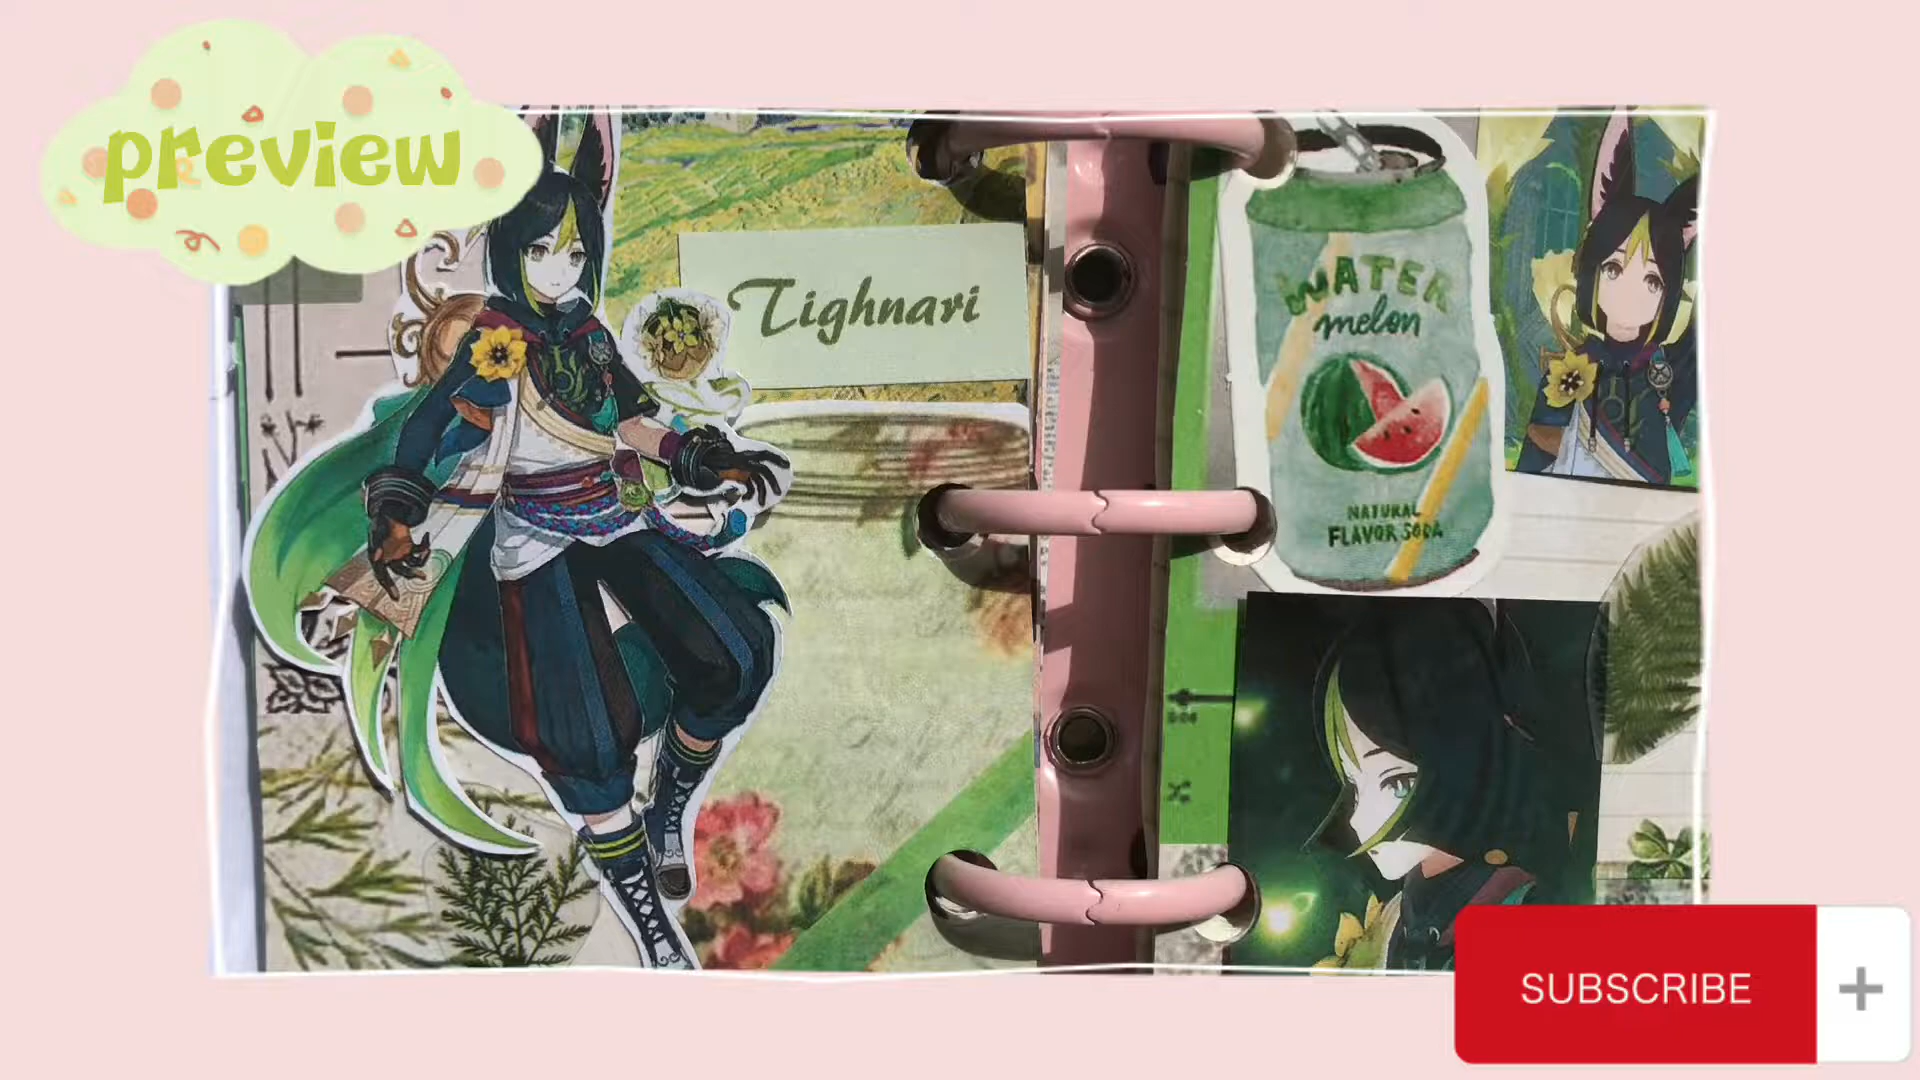 preview
Tighnari
WATER
melon
NATURAL
FLAVOR SODA
SUBSCRIBE